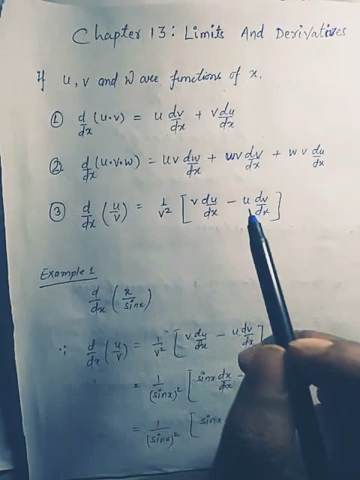 Chapter 13: Limits And Derivatives
If u, v and w are functions of x.
① d/dx (u·v) = u dv/dx + v du/dx
② d/dx (u·v·w) = uv dw/dx + uw dv/dx + wv du/dx
③ d/dx (u/v) = 1/v² [v du/dx - u dv/dx]
Example 1
d/dx (x/sinx)
∵ d/dx (u/v) = 1/v² [v du/dx - u dv/dx]
= 1/(sinx)² [sinx dx/dx -
= 1/(sinx)² [sinx